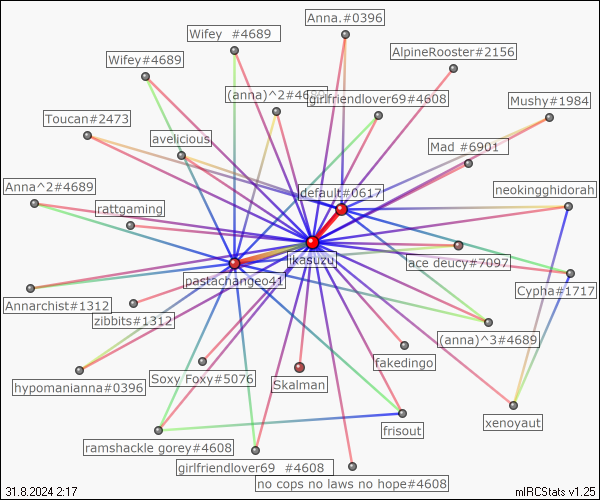 Anna.#0396
Wifey  #4689
AlpineRooster#2156
Wifey#4689
(anna)^2#4689
girlfriendlover69#4608
Mushy#1984
Toucan#2473
avelicious
Mad #6901
Anna^2#4689
default#0617
neokingghidorah
rattgaming
ikasuzu
ace deucy#7097
pastachangeo41
Cypha#1717
Annarchist#1312
zibbits#1312
(anna)^3#4689
fakedingo
hypomanianna#0396
Soxy Foxy#5076
Skalman
xenoyaut
frisout
ramshackle gorey#4608
girlfriendlover69  #4608
no cops no laws no hope#4608
31.8.2024 2:17
mIRCStats v1.25